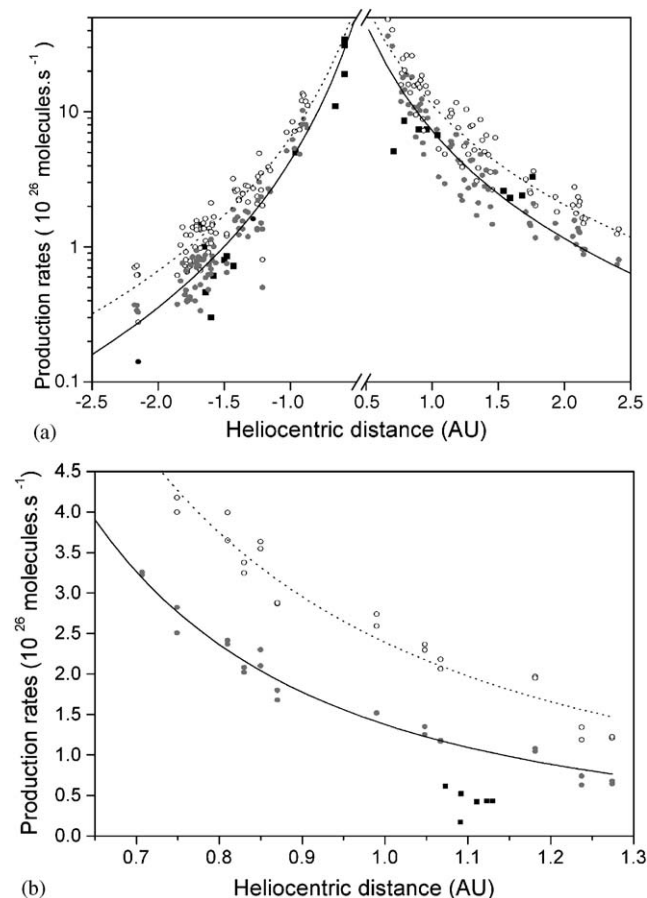 Production rates ( 10^26 molecules.s^-1)
10
1
0.1
-2.5 -2.0 -1.5 -1.0 0.5 1.0 1.5 2.0 2.5
(a) Heliocentric distance (AU)
Production rates (10^26 molecules.s^-1)
4.5
4.0
3.5
3.0
2.5
2.0
1.5
1.0
0.5
0.0
0.7 0.8 0.9 1.0 1.1 1.2 1.3
(b) Heliocentric distance (AU)